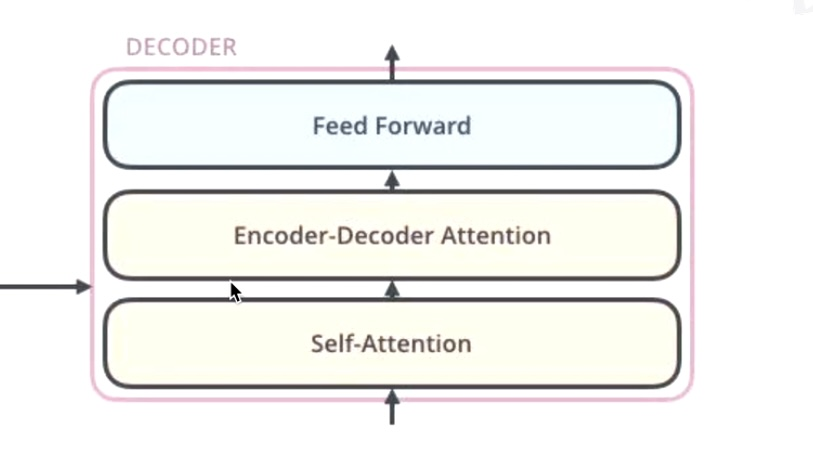 DECODER
Feed Forward
Encoder-Decoder Attention
Self-Attention